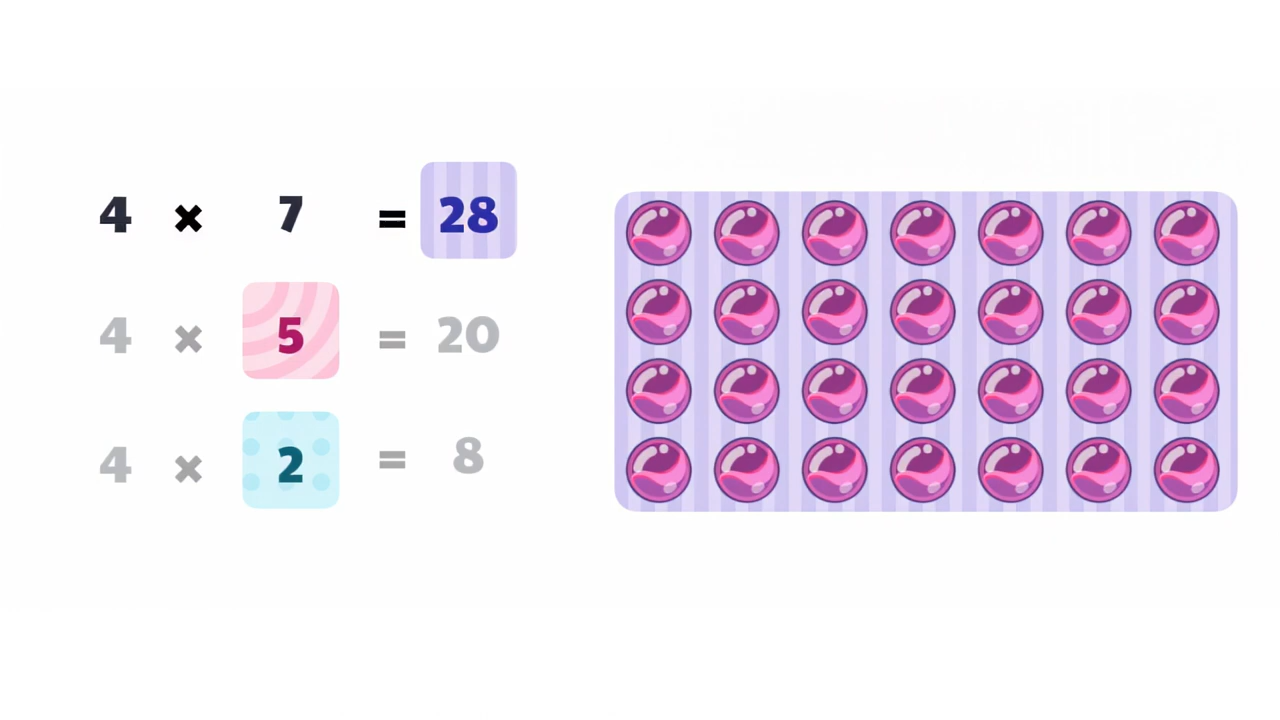 4 × 7 = 28
4 × 5 = 20
4 × 2 = 8